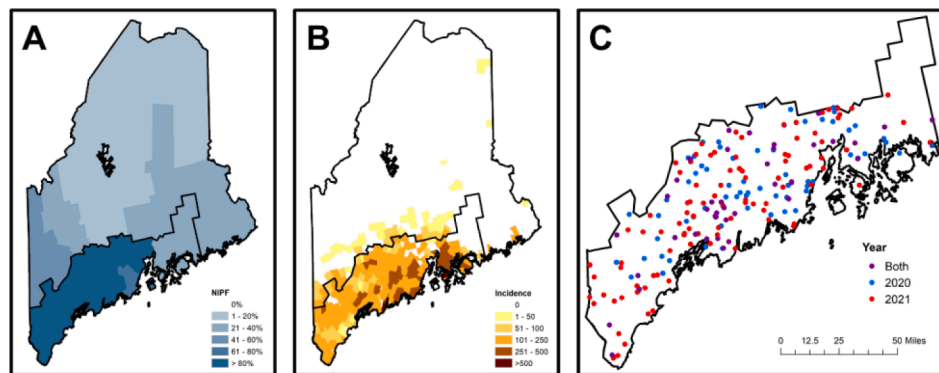 A
NIPF
0%
1 - 20%
21 - 40%
41 - 60%
61 - 80%
> 80%
B
Incidence
0
1 - 50
51 - 100
101 - 250
251 - 500
>500
C
Year
Both
2020
2021
0 12.5 25 50 Miles